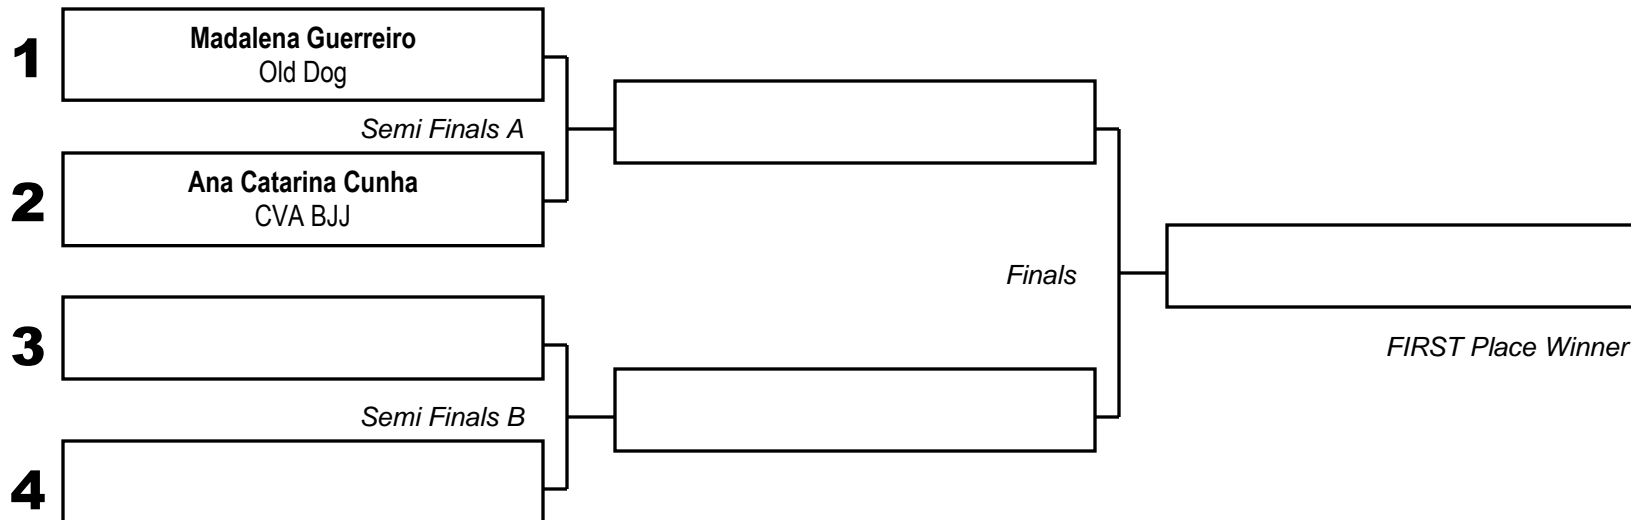 1
Madalena Guerreiro
Old Dog
Semi Finals A
2
Ana Catarina Cunha
CVA BJJ
Finals
3
FIRST Place Winner
Semi Finals B
4